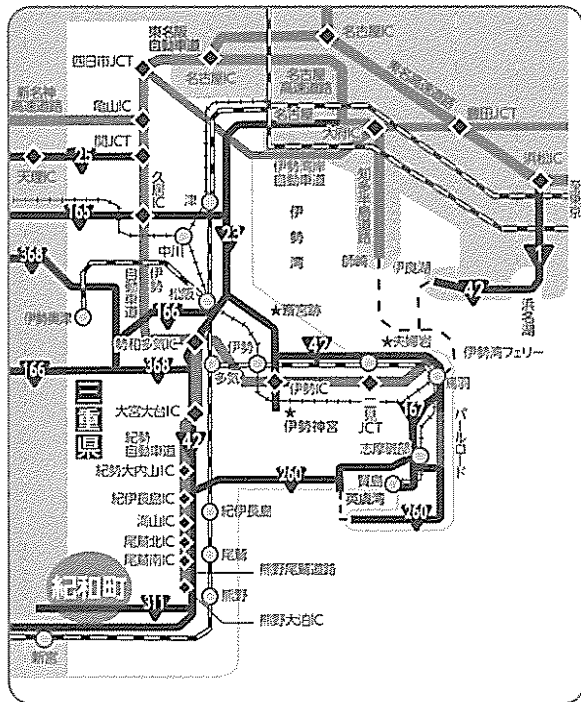 東名阪
自動車道
名古屋IC
四日市JCT
名古屋IC
新名神
高速道路
名古屋
高速道路
東名高速道路
亀山IC
名古屋
大府IC
豊田JCT
関JCT
25
天理IC
浜松IC
久居IC
伊勢湾岸
自動車道
知多半島道路
至東京
165
津
伊勢湾
23
中川
師崎
伊良湖
1
368
42
浜名湖
伊勢
自動車道
松阪
166
伊勢奥津
★斎宮跡
★夫婦岩
伊勢湾フェリー
勢和多気IC
伊勢
42
166
368
多気
伊勢IC
二見
JCT
鳥羽
三重県
大宮大台IC
★
伊勢神宮
167
パールロード
紀勢
自動車道
42
志摩磯部
紀勢大内山IC
260
賢島
英虞湾
紀伊長島IC
260
紀伊長島
海山IC
尾鷲北IC
尾鷲
尾鷲南IC
熊野尾鷲道路
紀和町
311
熊野
熊野大泊IC
新宮